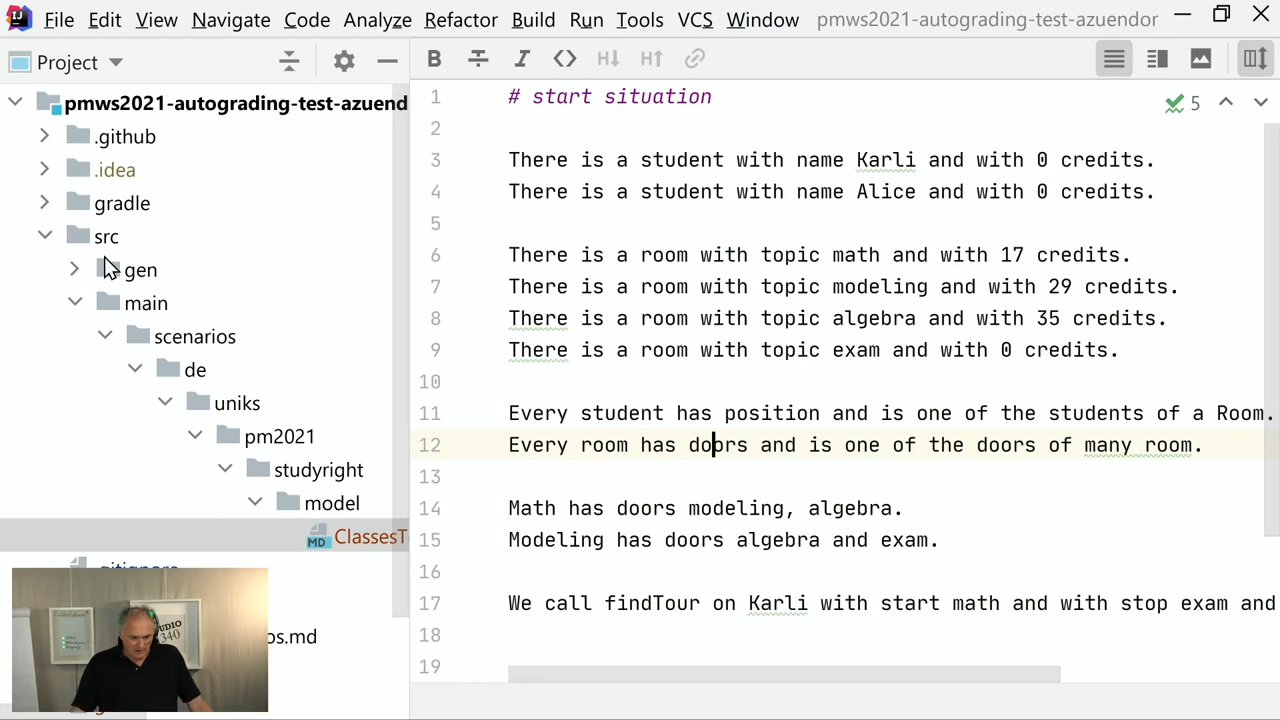 File Edit View Navigate Code Analyze Refactor Build Run Tools VCS Window pmws2021-autograding-test-azuendor
Project
pmws2021-autograding-test-azuendor
.github
.idea
gradle
src
gen
main
scenarios
de
uniks
pm2021
studyright
model
MD ClassesT
.gitignore
os.md
5
1 # start situation
2
3 There is a student with name Karli and with 0 credits.
4 There is a student with name Alice and with 0 credits.
5
6 There is a room with topic math and with 17 credits.
7 There is a room with topic modeling and with 29 credits.
8 There is a room with topic algebra and with 35 credits.
9 There is a room with topic exam and with 0 credits.
10
11 Every student has position and is one of the students of a Room.
12 Every room has doors and is one of the doors of many room.
13
14 Math has doors modeling, algebra.
15 Modeling has doors algebra and exam.
16
17 We call findTour on Karli with start math and with stop exam and
18
19
340